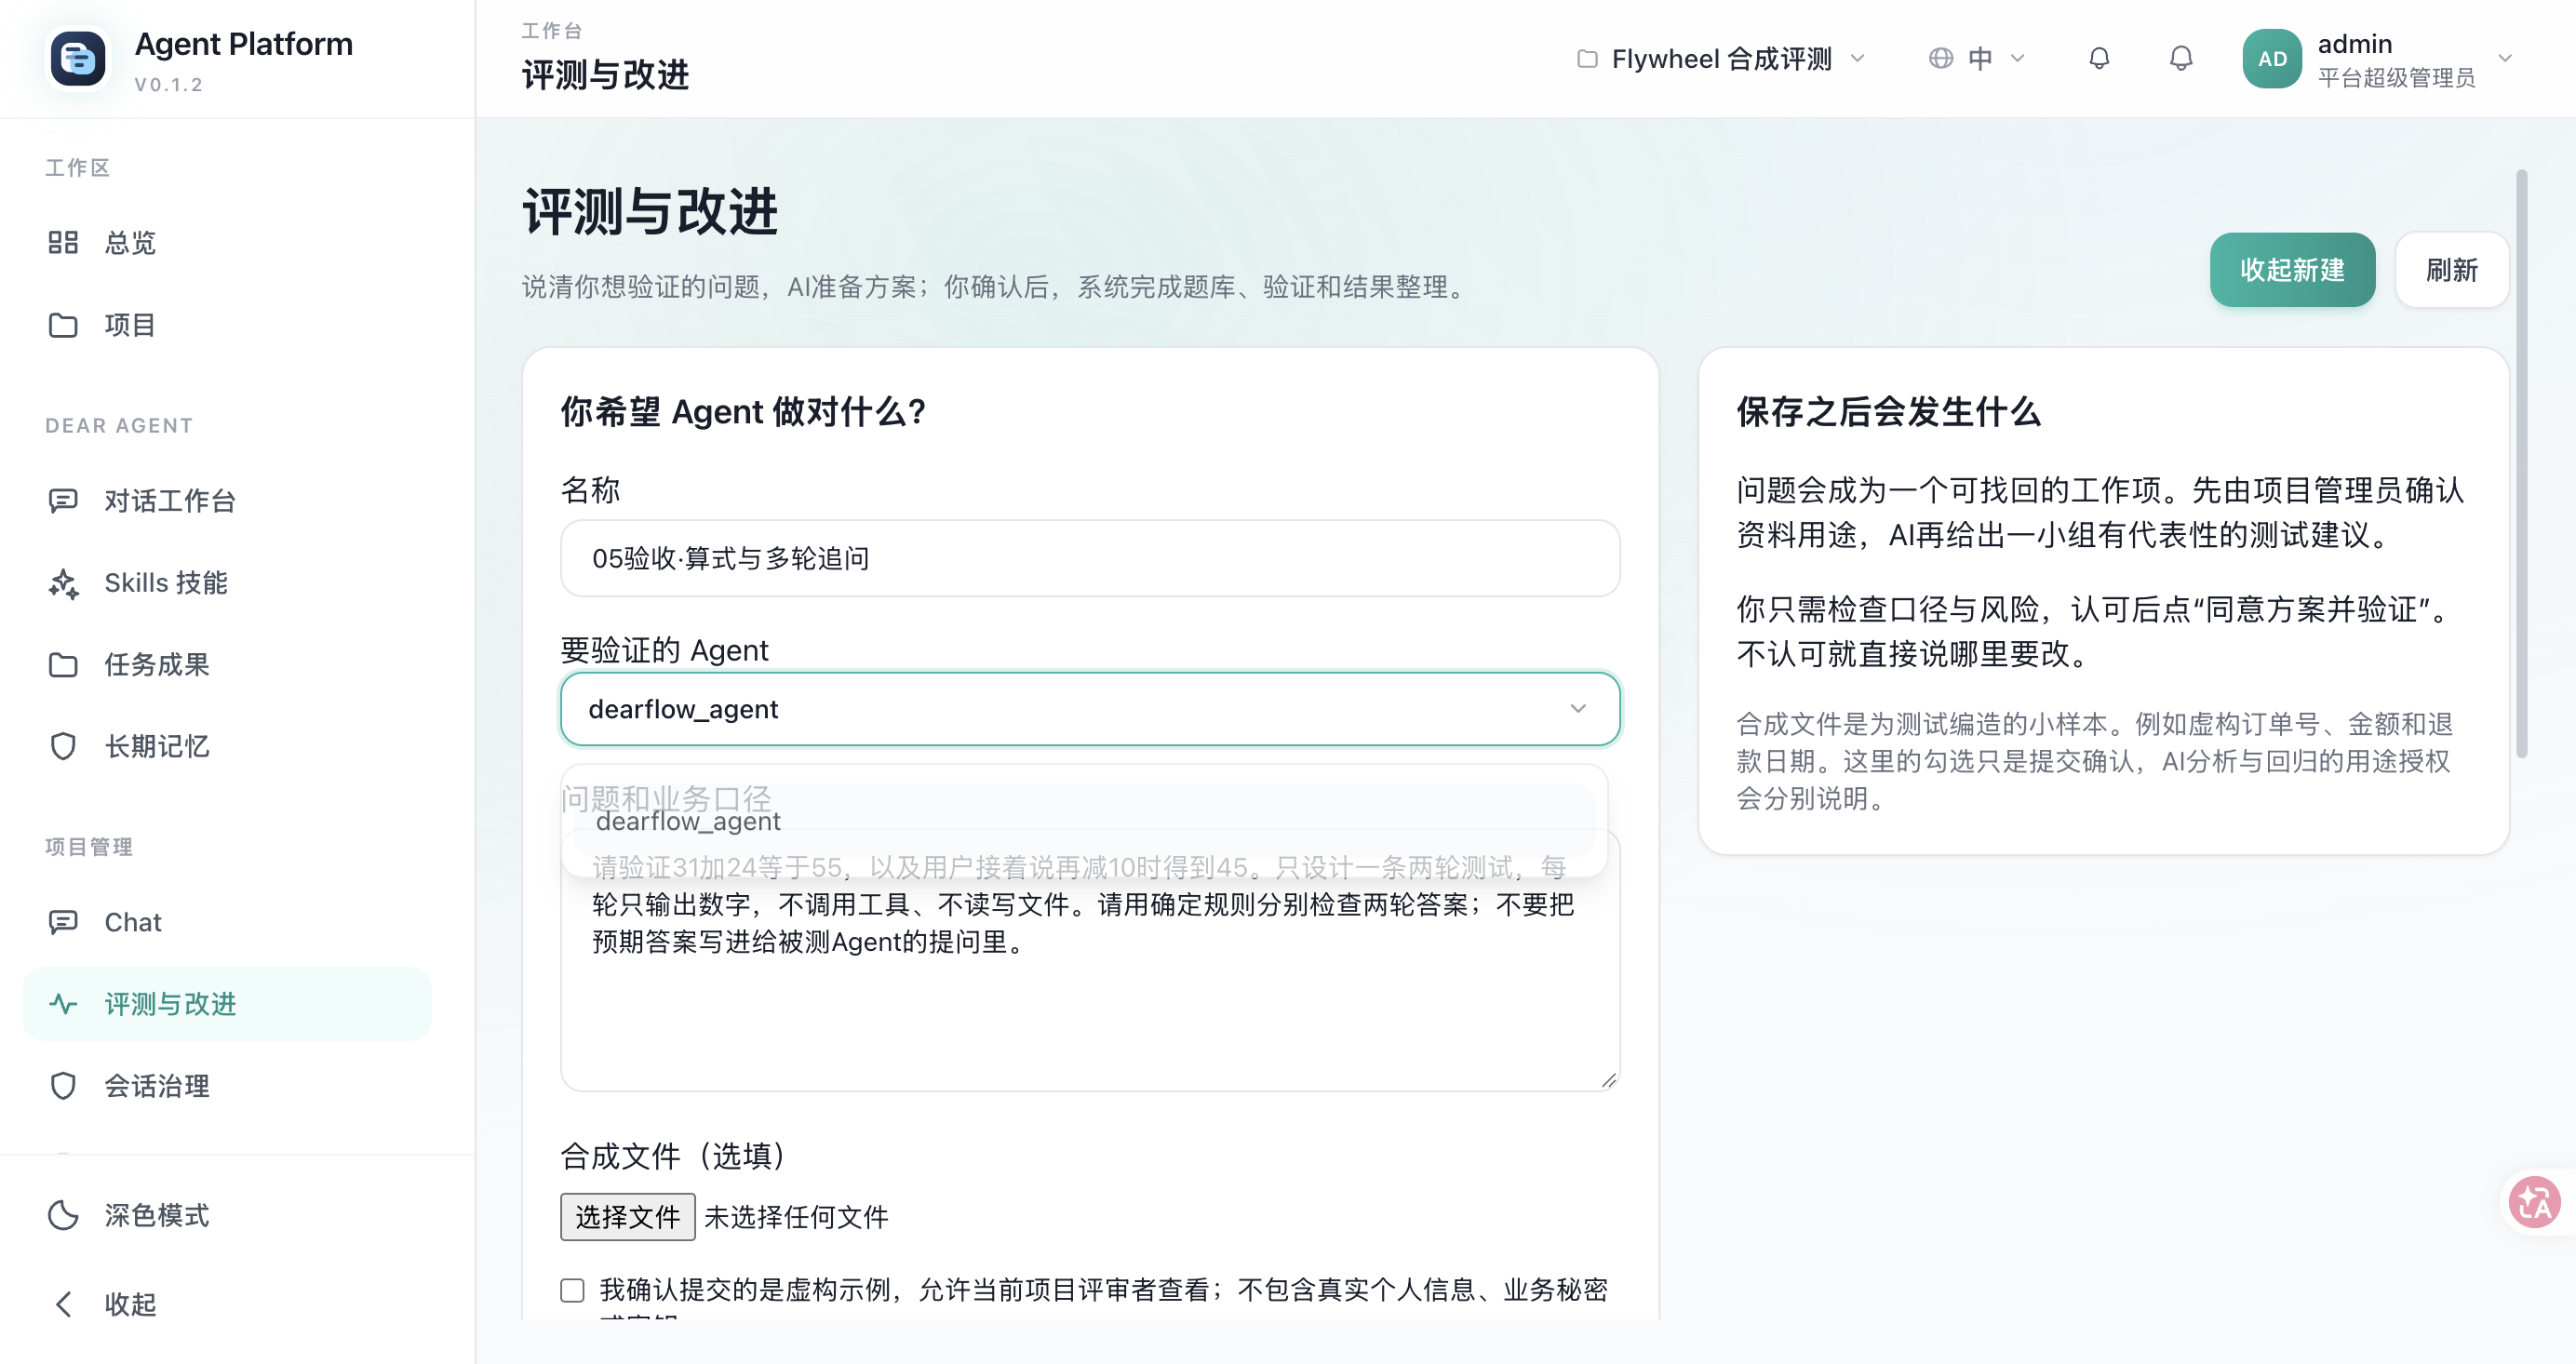 Agent Platform
V0.1.2
工作区
总览
项目
DEAR AGENT
对话工作台
Skills 技能
任务成果
长期记忆
项目管理
Chat
评测与改进
会话治理
深色模式
收起
工作台
评测与改进
Flywheel 合成评测
中
AD
admin
平台超级管理员
评测与改进
说清你想验证的问题，AI准备方案；你确认后，系统完成题库、验证和结果整理。
收起新建
刷新
你希望 Agent 做对什么？
名称
05验收·算式与多轮追问
要验证的 Agent
dearflow_agent
问题和业务口径
dearflow_agent
请验证31加24等于55，以及用户接着说再减10时得到45。只设计一条两轮测试，每
轮只输出数字，不调用工具、不读写文件。请用确定规则分别检查两轮答案；不要把
预期答案写进给被测Agent的提问里。
合成文件（选填）
选择文件 未选择任何文件
我确认提交的是虚构示例，允许当前项目评审者查看；不包含真实个人信息、业务秘密
保存之后会发生什么
问题会成为一个可找回的工作项。先由项目管理员确认
资料用途，AI再给出一小组有代表性的测试建议。
你只需检查口径与风险，认可后点“同意方案并验证”。
不认可就直接说哪里要改。
合成文件是为测试编造的小样本。例如虚构订单号、金额和退
款日期。这里的勾选只是提交确认，AI分析与回归的用途授权
会分别说明。